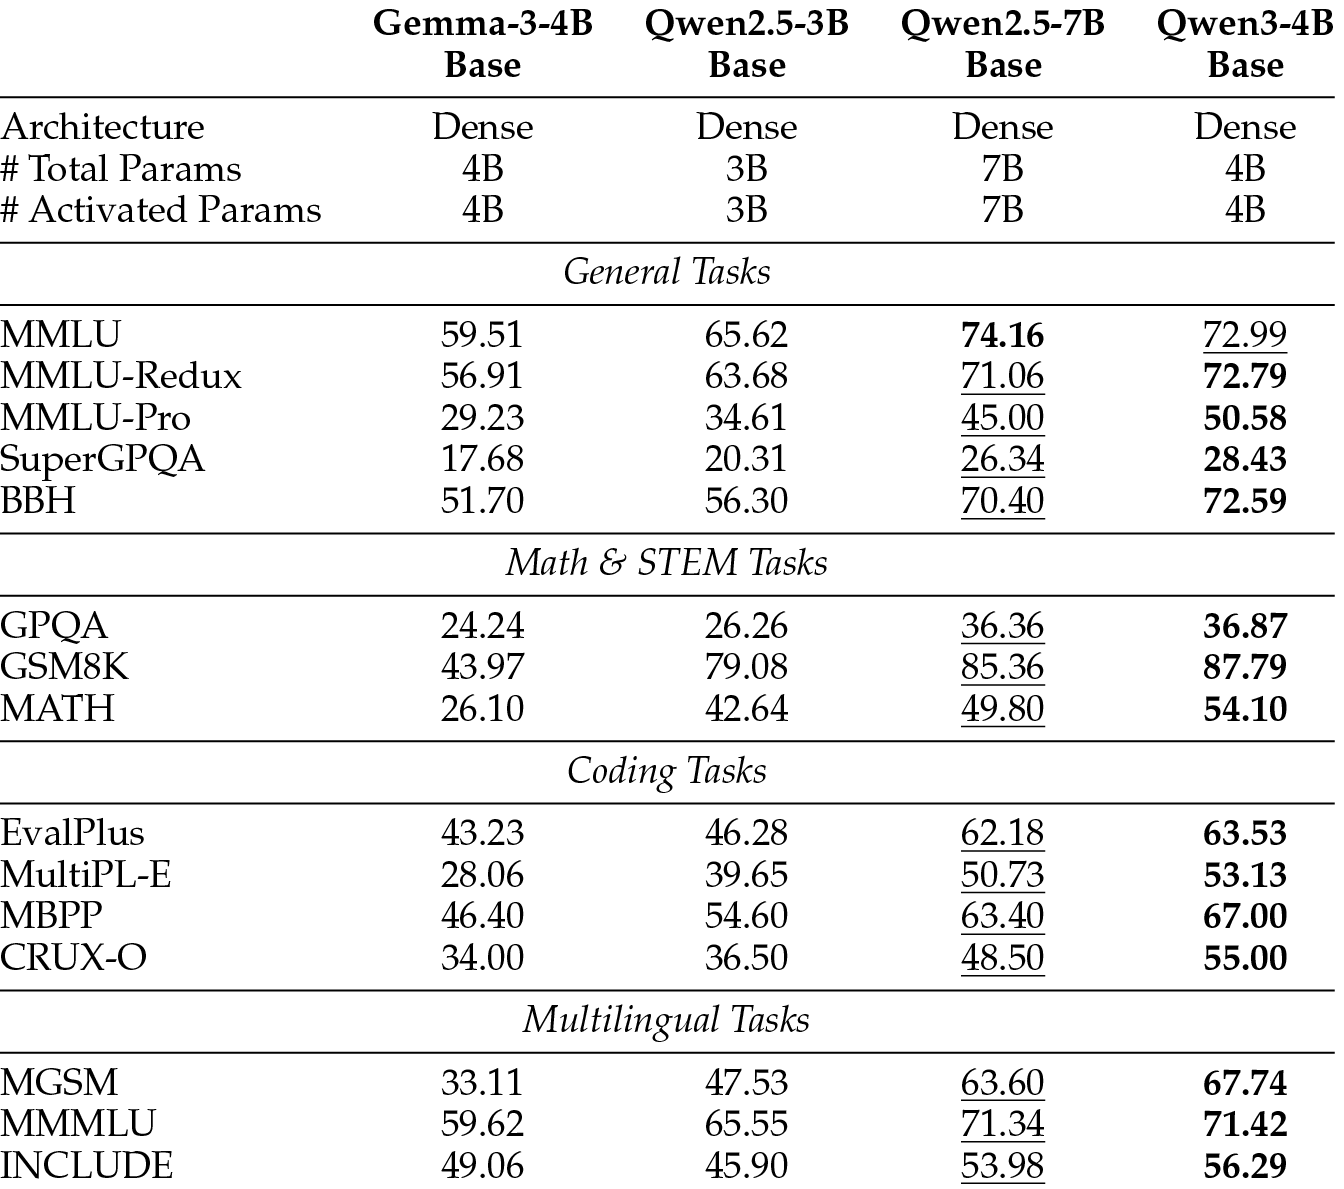 Gemma-3-4B Qwen2.5-3B Qwen2.5-7B Qwen3-4B
Base Base Base Base
Architecture Dense Dense Dense Dense
# Total Params 4B 3B 7B 4B
# Activated Params 4B 3B 7B 4B
General Tasks
MMLU 59.51 65.62 74.16 72.99
MMLU-Redux 56.91 63.68 71.06 72.79
MMLU-Pro 29.23 34.61 45.00 50.58
SuperGPQA 17.68 20.31 26.34 28.43
BBH 51.70 56.30 70.40 72.59
Math & STEM Tasks
GPQA 24.24 26.26 36.36 36.87
GSM8K 43.97 79.08 85.36 87.79
MATH 26.10 42.64 49.80 54.10
Coding Tasks
EvalPlus 43.23 46.28 62.18 63.53
MultiPL-E 28.06 39.65 50.73 53.13
MBPP 46.40 54.60 63.40 67.00
CRUX-O 34.00 36.50 48.50 55.00
Multilingual Tasks
MGSM 33.11 47.53 63.60 67.74
MMMLU 59.62 65.55 71.34 71.42
INCLUDE 49.06 45.90 53.98 56.29